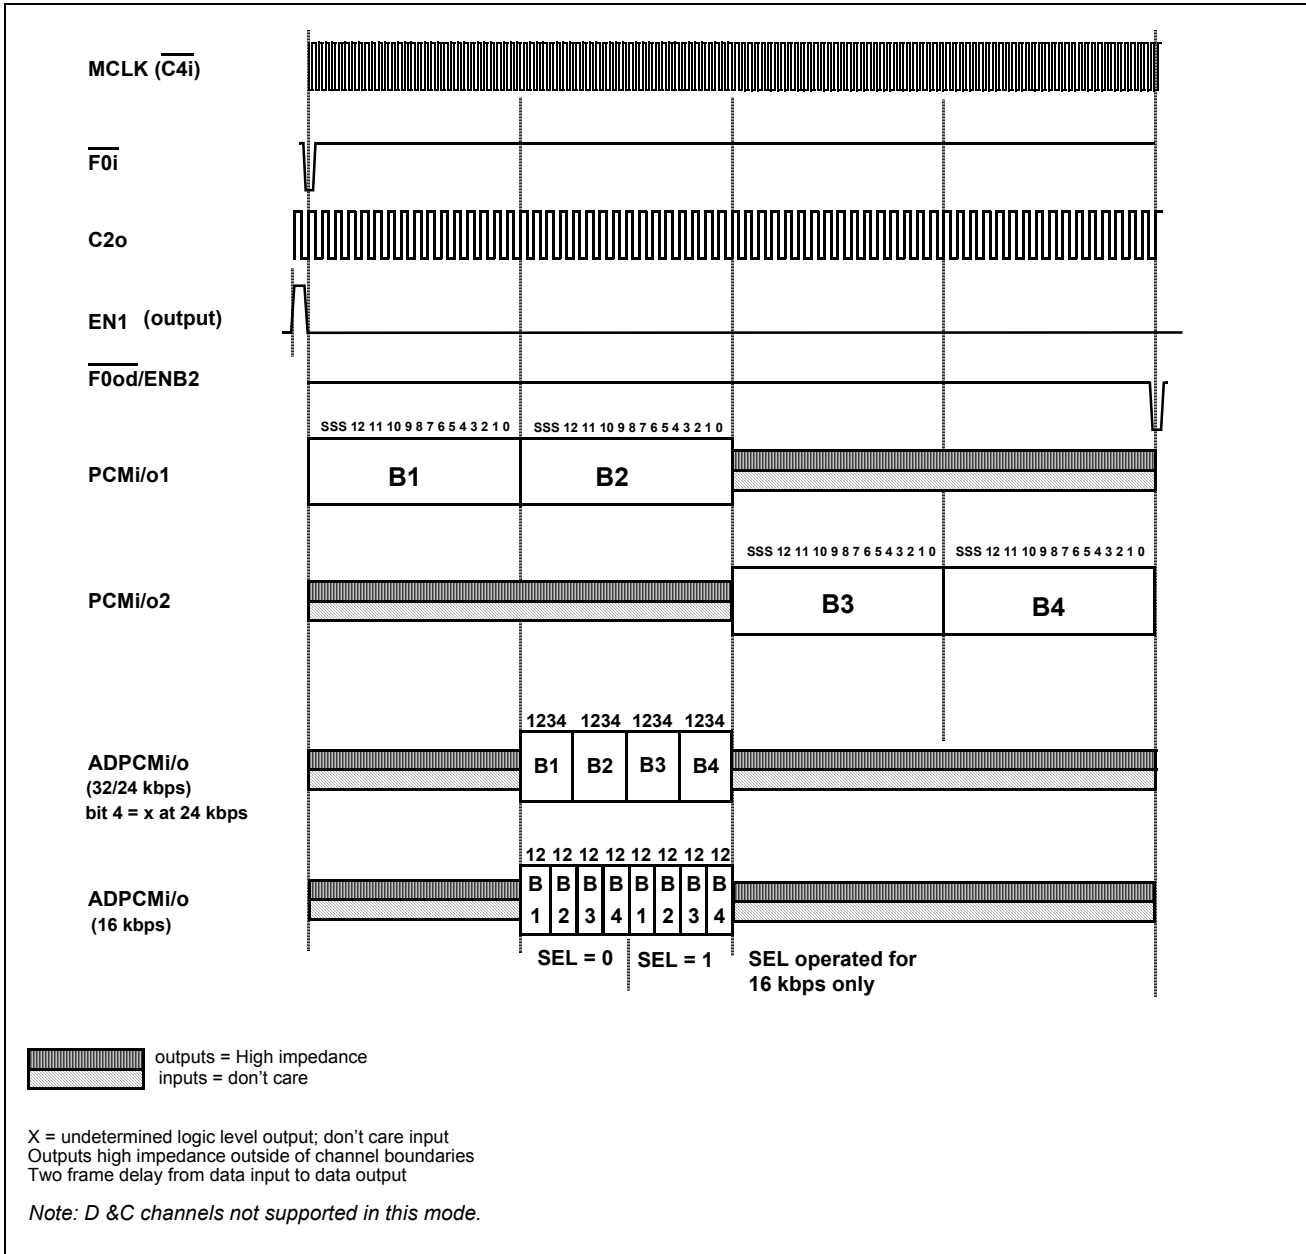 MCLK (C4i)
F0i
C2o
EN1 (output)
F0od/ENB2
SSS 12 11 10 9 8 7 6 5 4 3 2 1 0
SSS 12 11 10 9 8 7 6 5 4 3 2 1 0
PCMi/o1
B1
B2
SSS 12 11 10 9 8 7 6 5 4 3 2 1 0
SSS 12 11 10 9 8 7 6 5 4 3 2 1 0
PCMi/o2
B3
B4
1234 1234 1234 1234
ADPCMi/o
(32/24 kbps)
bit 4 = x at 24 kbps
B1 B2 B3 B4
12 12 12 12 12 12 12 12
ADPCMi/o
(16 kbps)
B B B B B B B B
1 2 3 4 1 2 3 4
SEL = 0 SEL = 1
SEL operated for
16 kbps only
outputs = High impedance
inputs = don't care
X = undetermined logic level output; don't care input
Outputs high impedance outside of channel boundaries
Two frame delay from data input to data output
Note: D &C channels not supported in this mode.